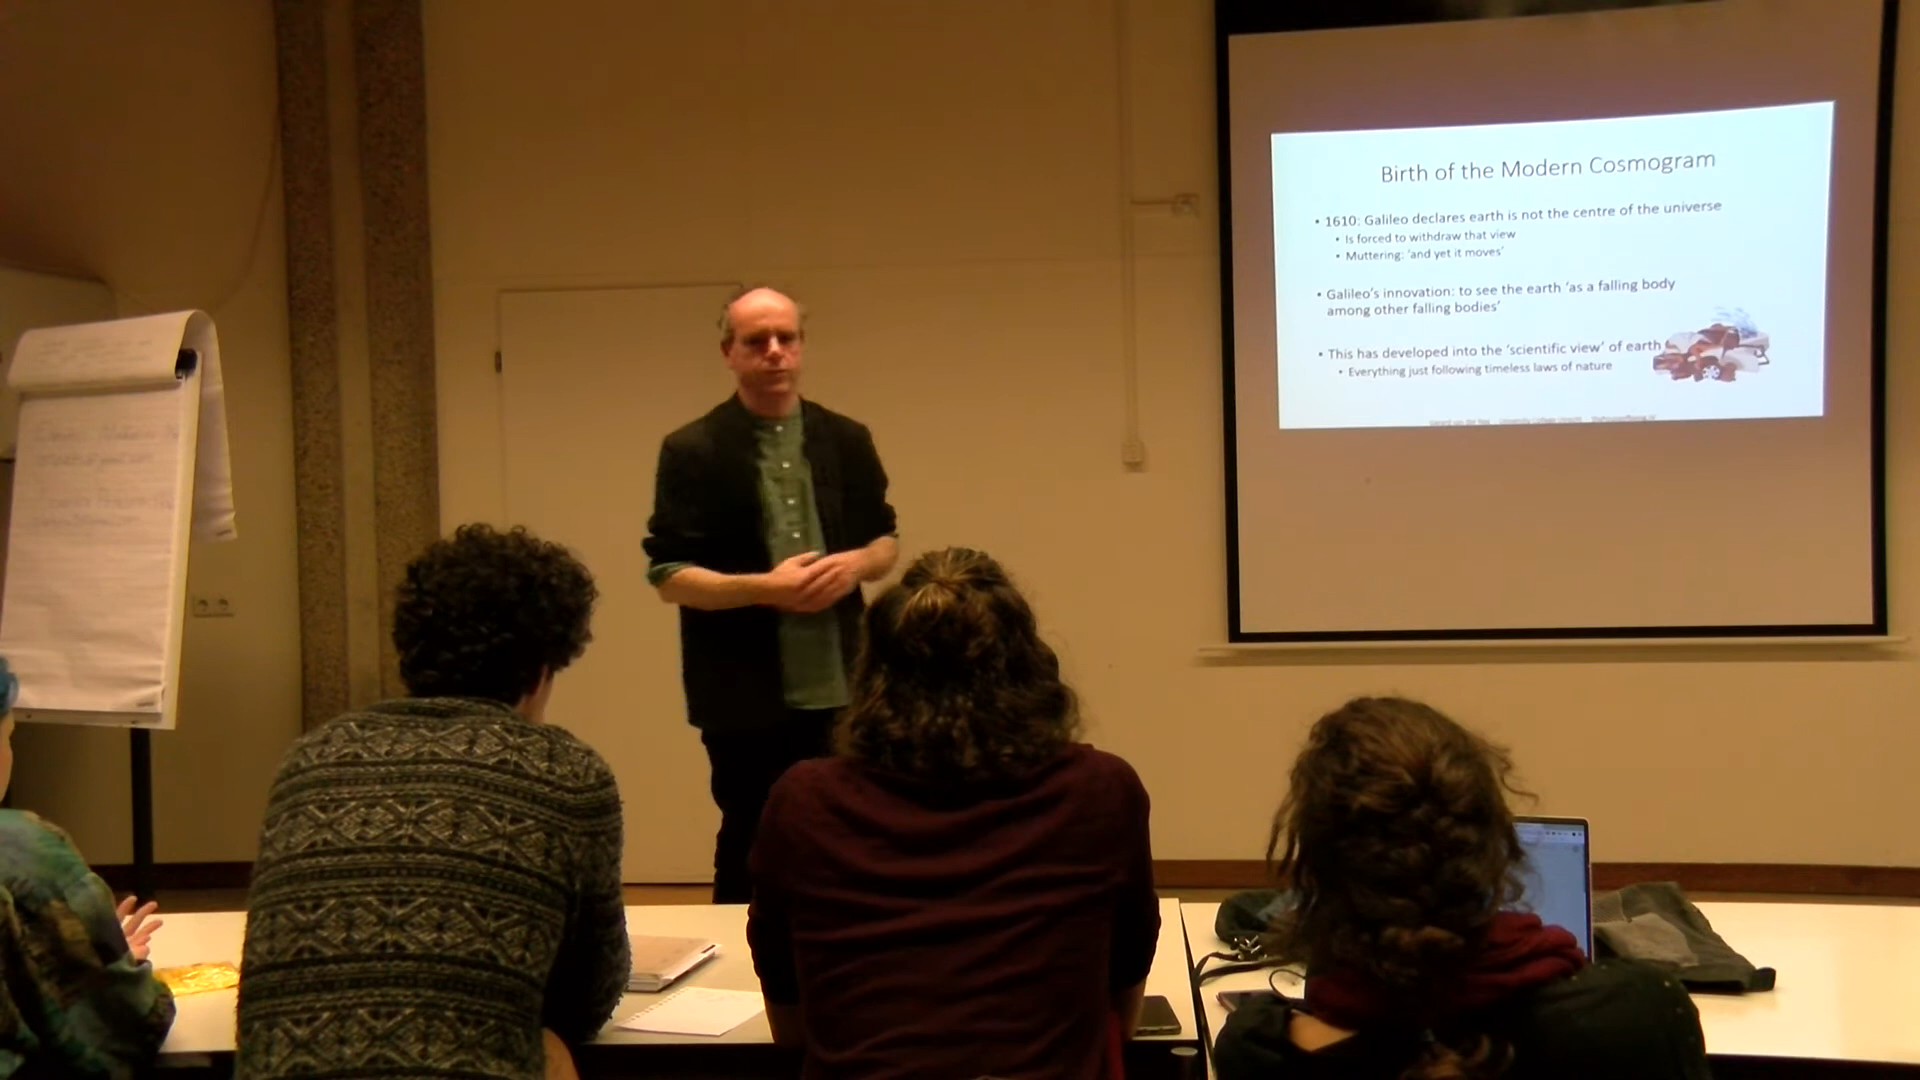 Birth of the Modern Cosmogram
• 1610: Galileo declares earth is not the centre of the universe
• Is forced to withdraw that view
• Muttering: ‘and yet it moves’
• Galileo’s innovation: to see the earth ‘as a falling body
among other falling bodies’
• This has developed into the ‘scientific view’ of earth
• Everything just following timeless laws of nature